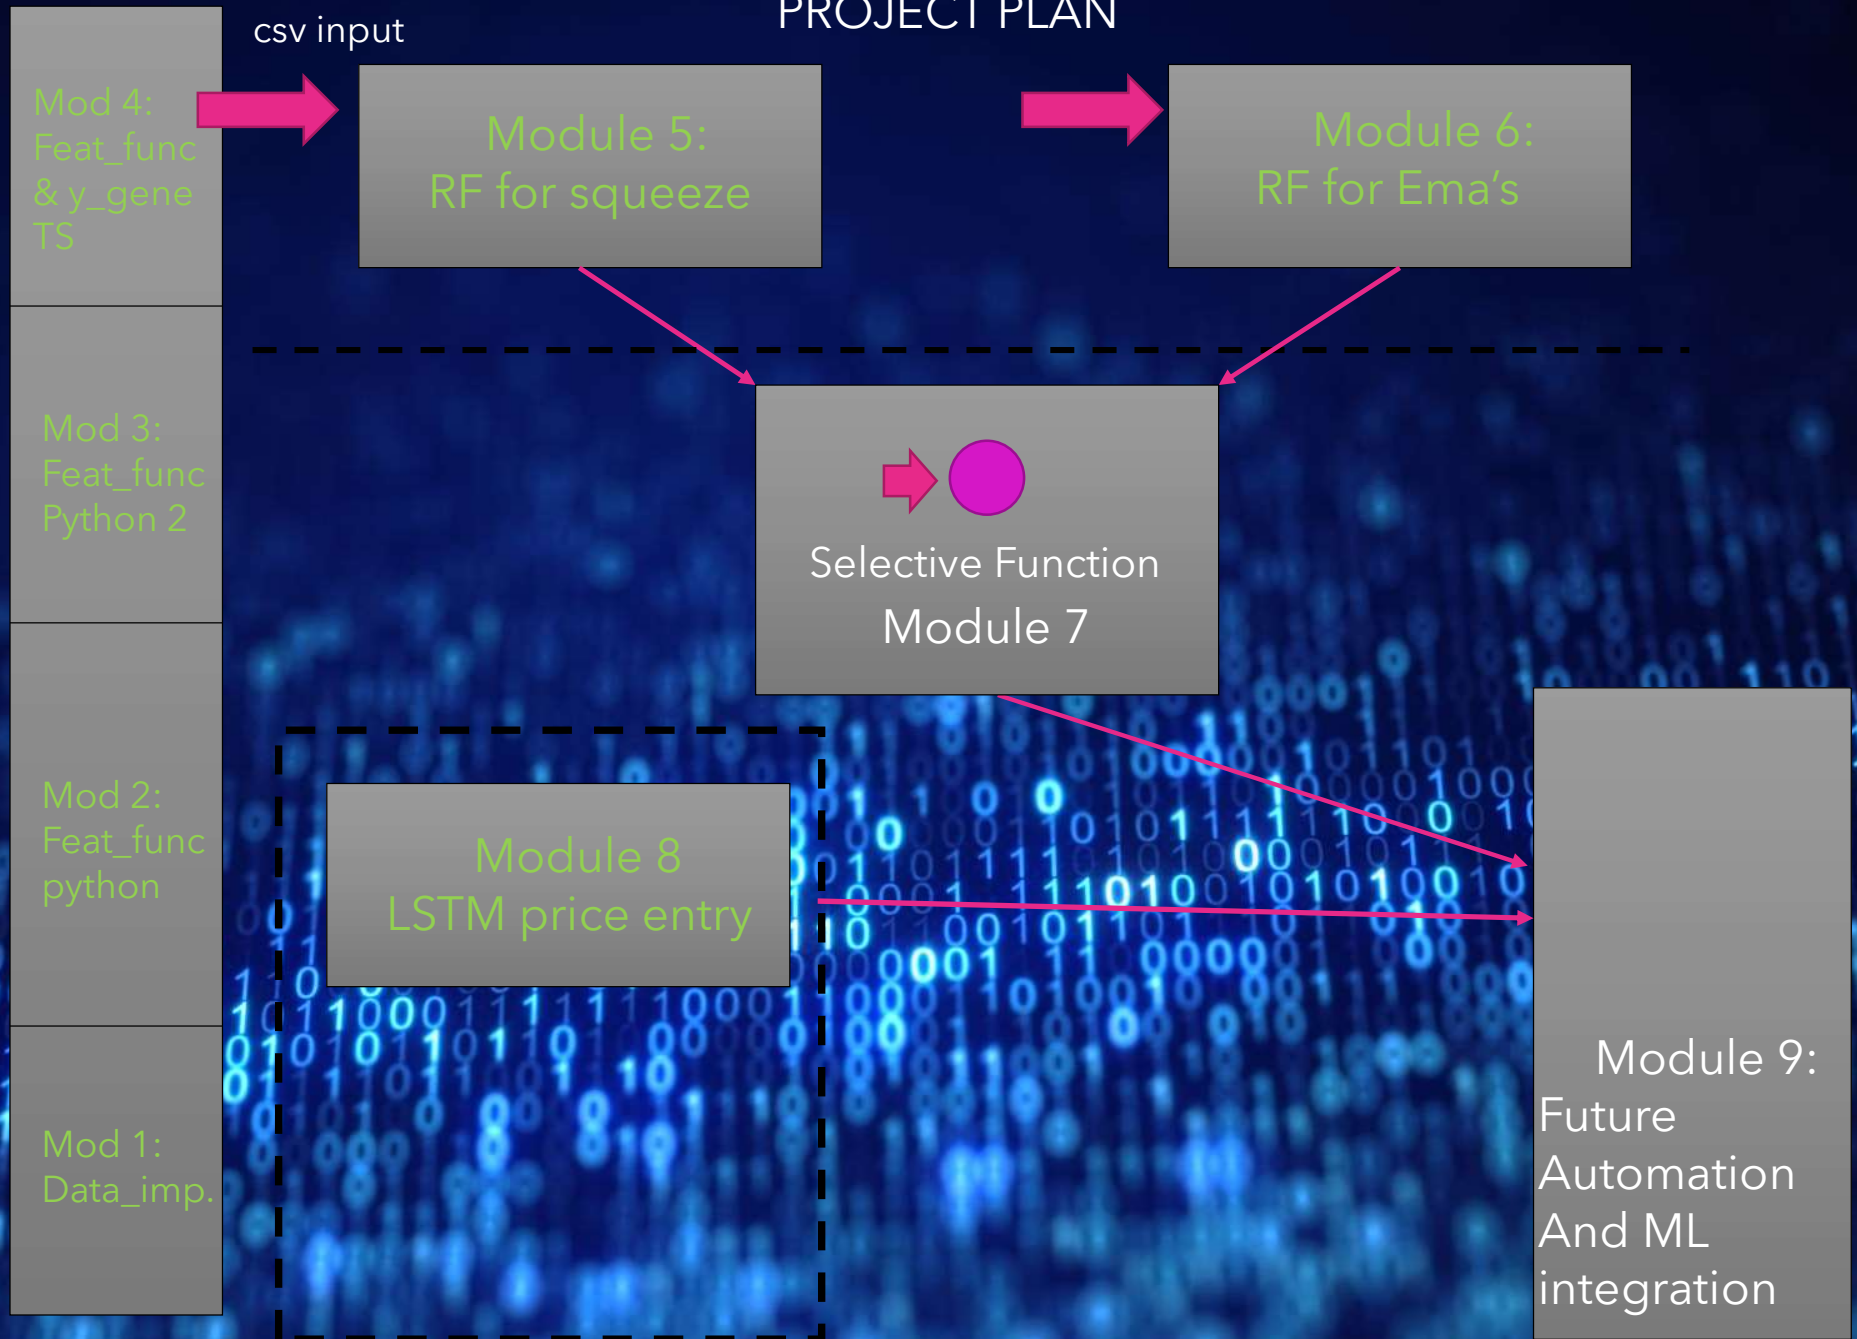 PROJECT PLAN
csv input
Mod 4:
Feat_func
& y_gene
TS
Module 5:
RF for squeeze
Module 6:
RF for Ema's
Mod 3:
Feat_func
Python 2
Selective Function
Module 7
Mod 2:
Feat_func
python
Module 8
LSTM price entry
Mod 1:
Data_imp.
Module 9:
Future
Automation
And ML
integration